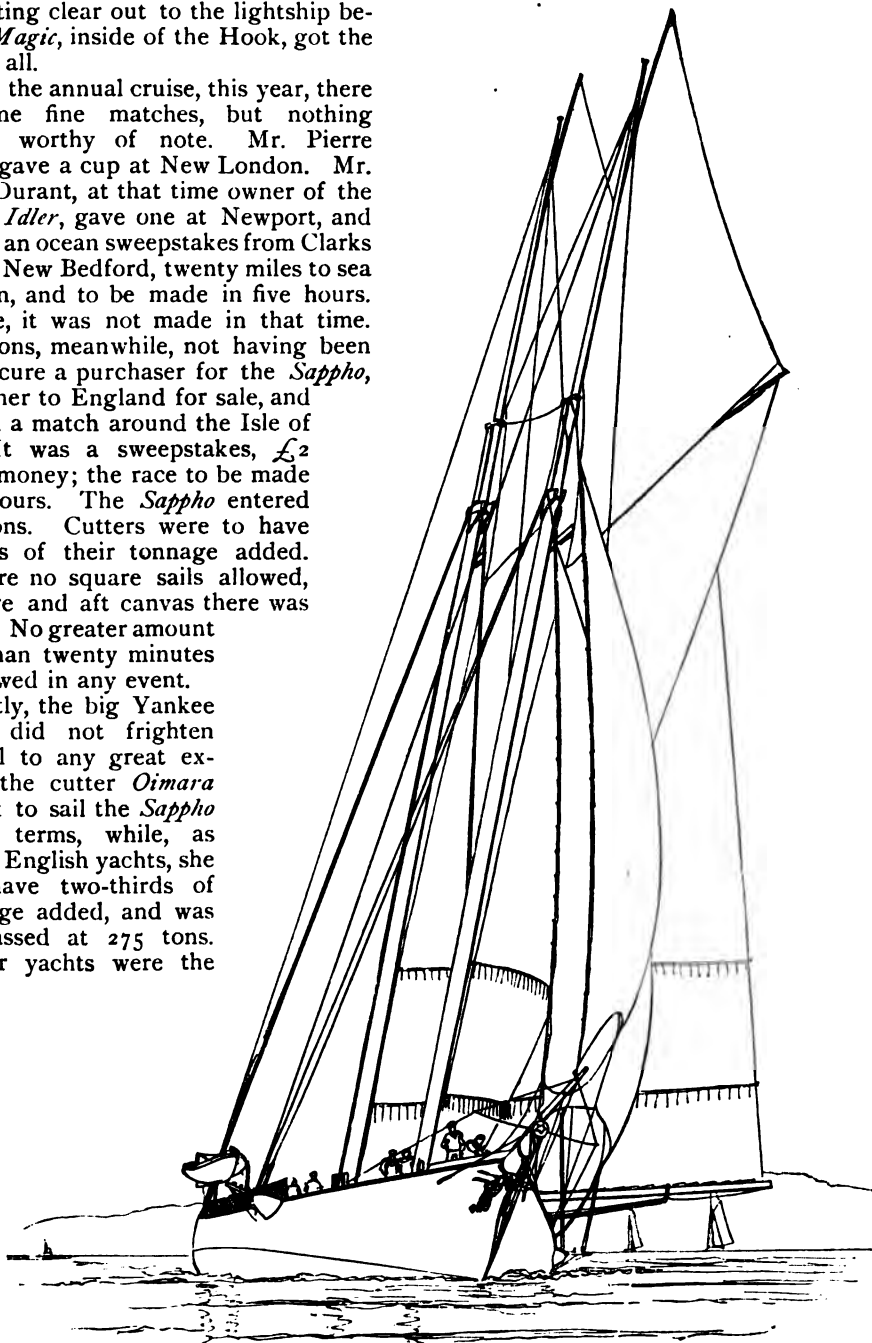 ting clear out to the lightship be-
Magic, inside of the Hook, got the
all.
the annual cruise, this year, there
ne fine matches, but nothing
worthy of note. Mr. Pierre
gave a cup at New London. Mr.
Durant, at that time owner of the
Idler, gave one at Newport, and
an ocean sweepstakes from Clarks
New Bedford, twenty miles to sea
n, and to be made in five hours.
e, it was not made in that time.
ons, meanwhile, not having been
cure a purchaser for the Sappho,
her to England for sale, and
a match around the Isle of
It was a sweepstakes, £2
money; the race to be made
ours. The Sappho entered
ons. Cutters were to have
s of their tonnage added.
re no square sails allowed,
e and aft canvas there was
No greater amount
han twenty minutes
wed in any event.
tly, the big Yankee
did not frighten
l to any great ex-
the cutter Oimara
to sail the Sappho
terms, while, as
English yachts, she
ave two-thirds of
ge added, and was
assed at 275 tons.
r yachts were the